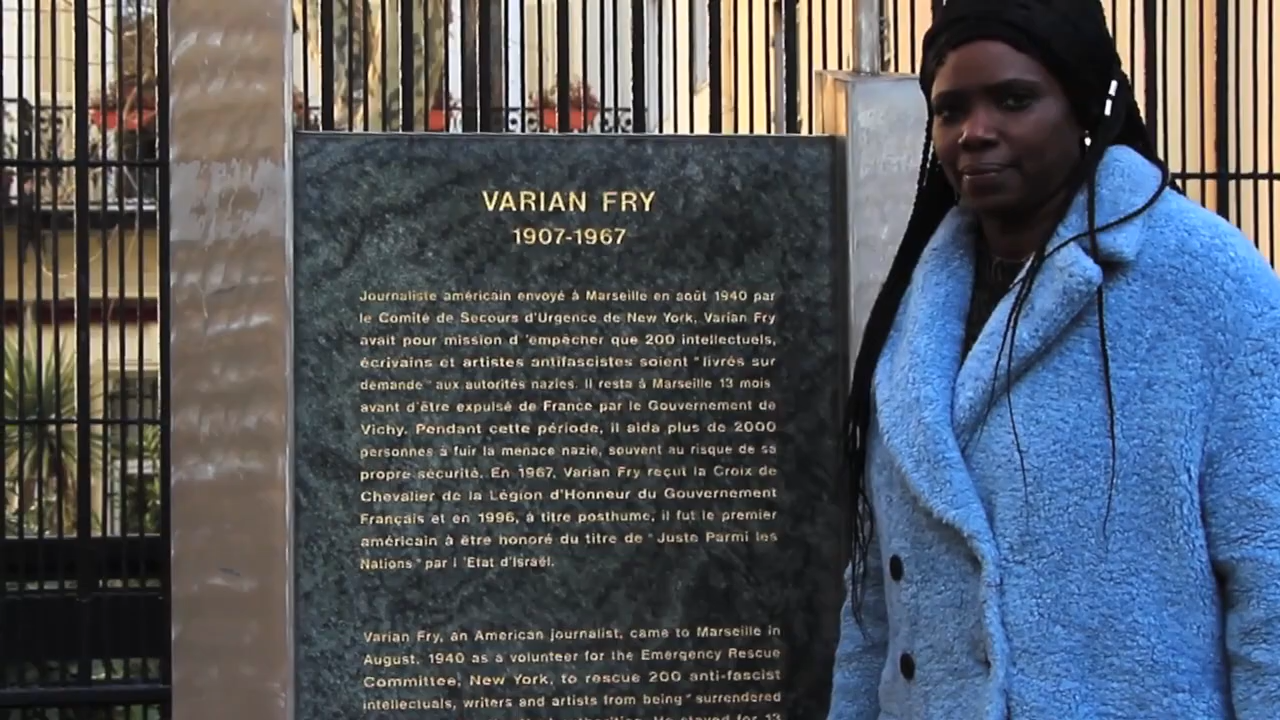 VARIAN FRY
1907-1967
Journaliste américain envoyé à Marseille en août 1940 par
le Comité de Secours d'Urgence de New York, Varian Fry
avait pour mission d 'empêcher que 200 intellectuels,
écrivains et artistes antifascistes soient "livrés sur
demande" aux autorités nazies. Il resta à Marseille 13 mois
avant d'être expulsé de France par le Gouvernement de
Vichy. Pendant cette période, il aida plus de 2000
personnes à fuir la menace nazie, souvent au risque de sa
propre sécurité. En 1967, Varian Fry reçut la Croix de
Chevalier de la Légion d'Honneur du Gouvernement
Français et en 1996, à titre posthume, il fut le premier
américain à être honoré du titre de "Juste Parmi les
Nations" par l 'Etat d'Israël.
Varian Fry, an American journalist, came to Marseille in
August, 1940 as a volunteer for the Emergency Rescue
Committee, New York, to rescue 200 anti-fascist
intellectuals, writers and artists from being "surrendered
He stayed for 13